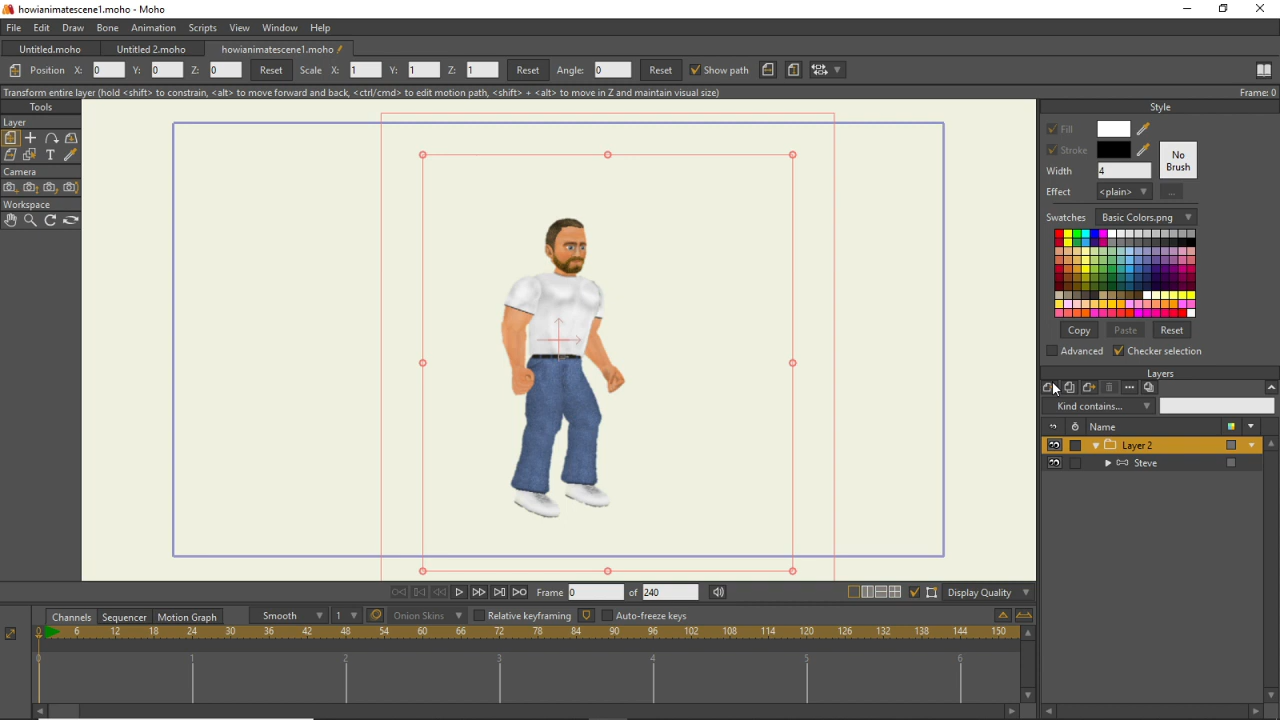 howianimatescene1.moho - Moho
File Edit Draw Bone Animation Scripts View Window Help
Untitled.moho Untitled 2.moho howianimatescene1.moho
Position X: 0 Y: 0 Z: 0 Reset Scale X: 1 Y: 1 Z: 1 Reset Angle: 0 Reset Show path
Transform entire layer (hold <shift> to constrain, <alt> to move forward and back, <ctrl/cmd> to edit motion path, <shift> + <alt> to move in Z and maintain visual size) Frame: 0
Tools
Layer
T
Camera
Workspace
Style
Fill
Stroke
No
Brush
Width 4
Effect <plain> ...
Swatches Basic Colors.png
Copy Paste Reset
Advanced Checker selection
Layers
Kind contains...
Name
Layer 2
Steve
Frame 0 of 240 Display Quality
Channels Sequencer Motion Graph Smooth 1 Onion Skins Relative keyframing Auto-freeze keys
0 6 12 18 24 30 36 42 48 54 60 66 72 78 84 90 96 102 108 114 120 126 132 138 144 150
0 1 2 3 4 5 6